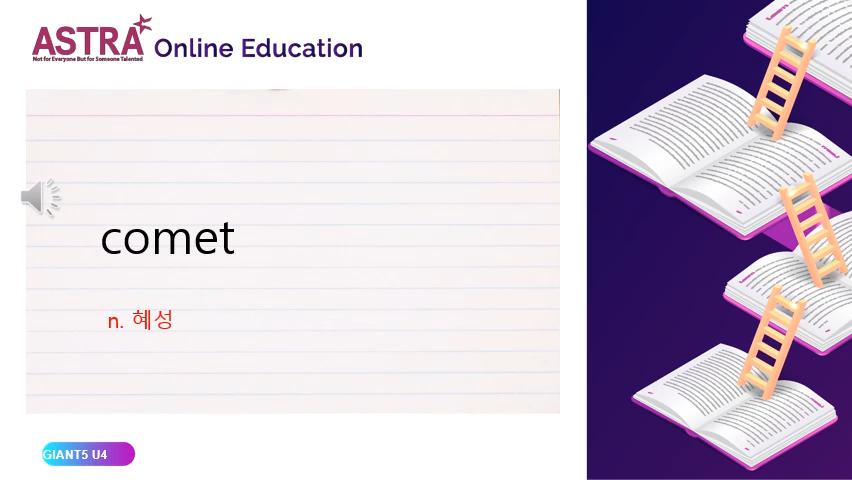 ASTRA
Not for Everyone But for Someone Talented
Online Education
comet
n. 혜성
GIANT5 U4